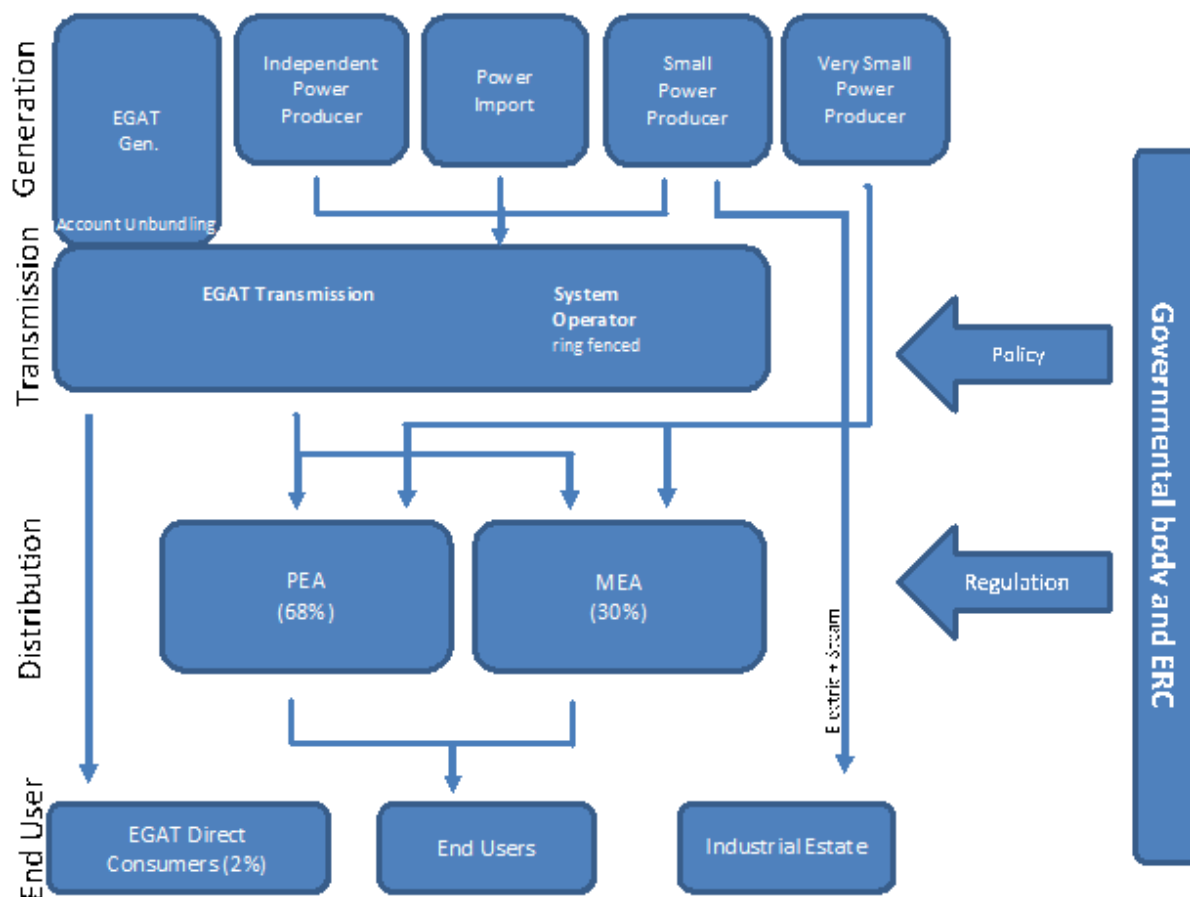 Generation
EGAT
Gen.
Account Unbundling
Independent
Power
Producer
Power
Import
Small
Power
Producer
Very Small
Power
Producer
Transmission
EGAT Transmission
System
Operator
ring fenced
Policy
Governmental body and ERC
Distribution
PEA
(68%)
MEA
(30%)
Electric + Stream
Regulation
End User
EGAT Direct
Consumers (2%)
End Users
Industrial Estate